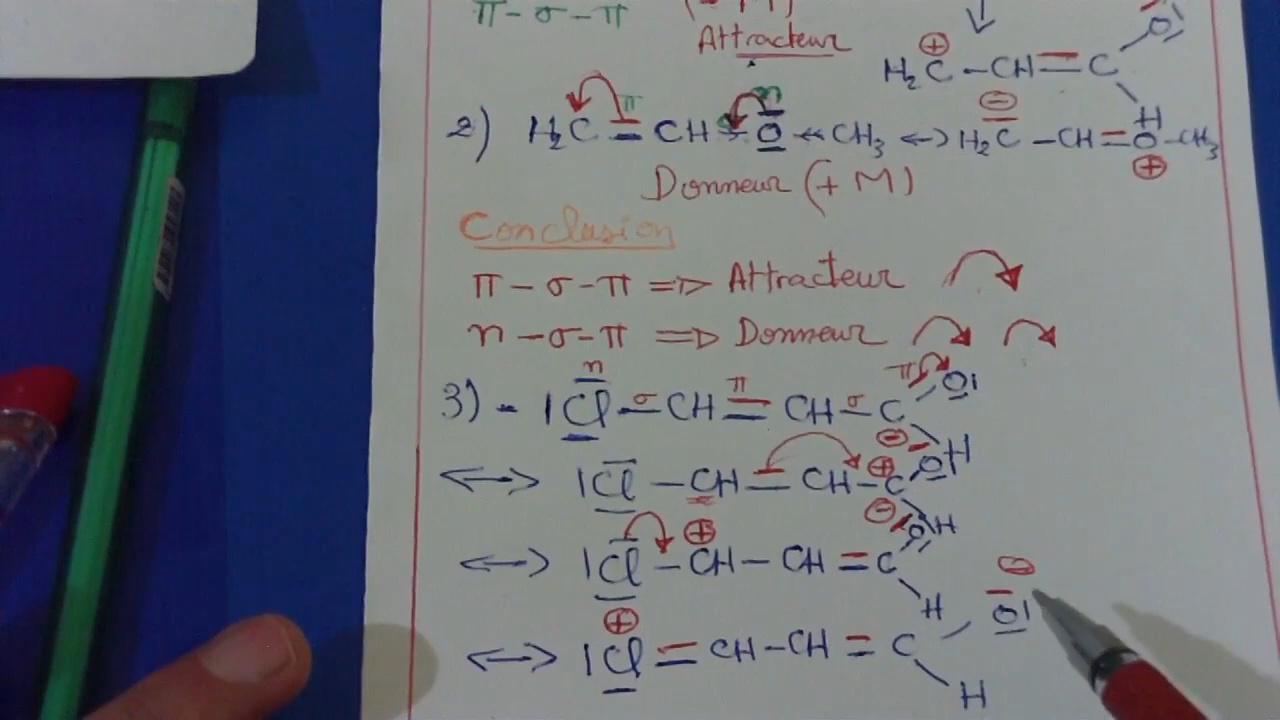 π-σ-π
Attracteur
H₂C⊕ - CH = C
O
H
2) H₂C = CH - O - CH₃ ↔ H₂C⊖ - CH = O⊕ - CH₃
π n
Donneur (+ M)
Conclusion
π - σ - π => Attracteur
n - σ - π => Donneur
n π π
3) - |Cl -σ- CH = CH -σ- C O| H
↔ |Cl - CH = CH - C⊕ O|⊖ H
↔ |Cl - CH⊕ - CH = C O|⊖ H
↔ |Cl⊕ = CH - CH = C O|⊖ H